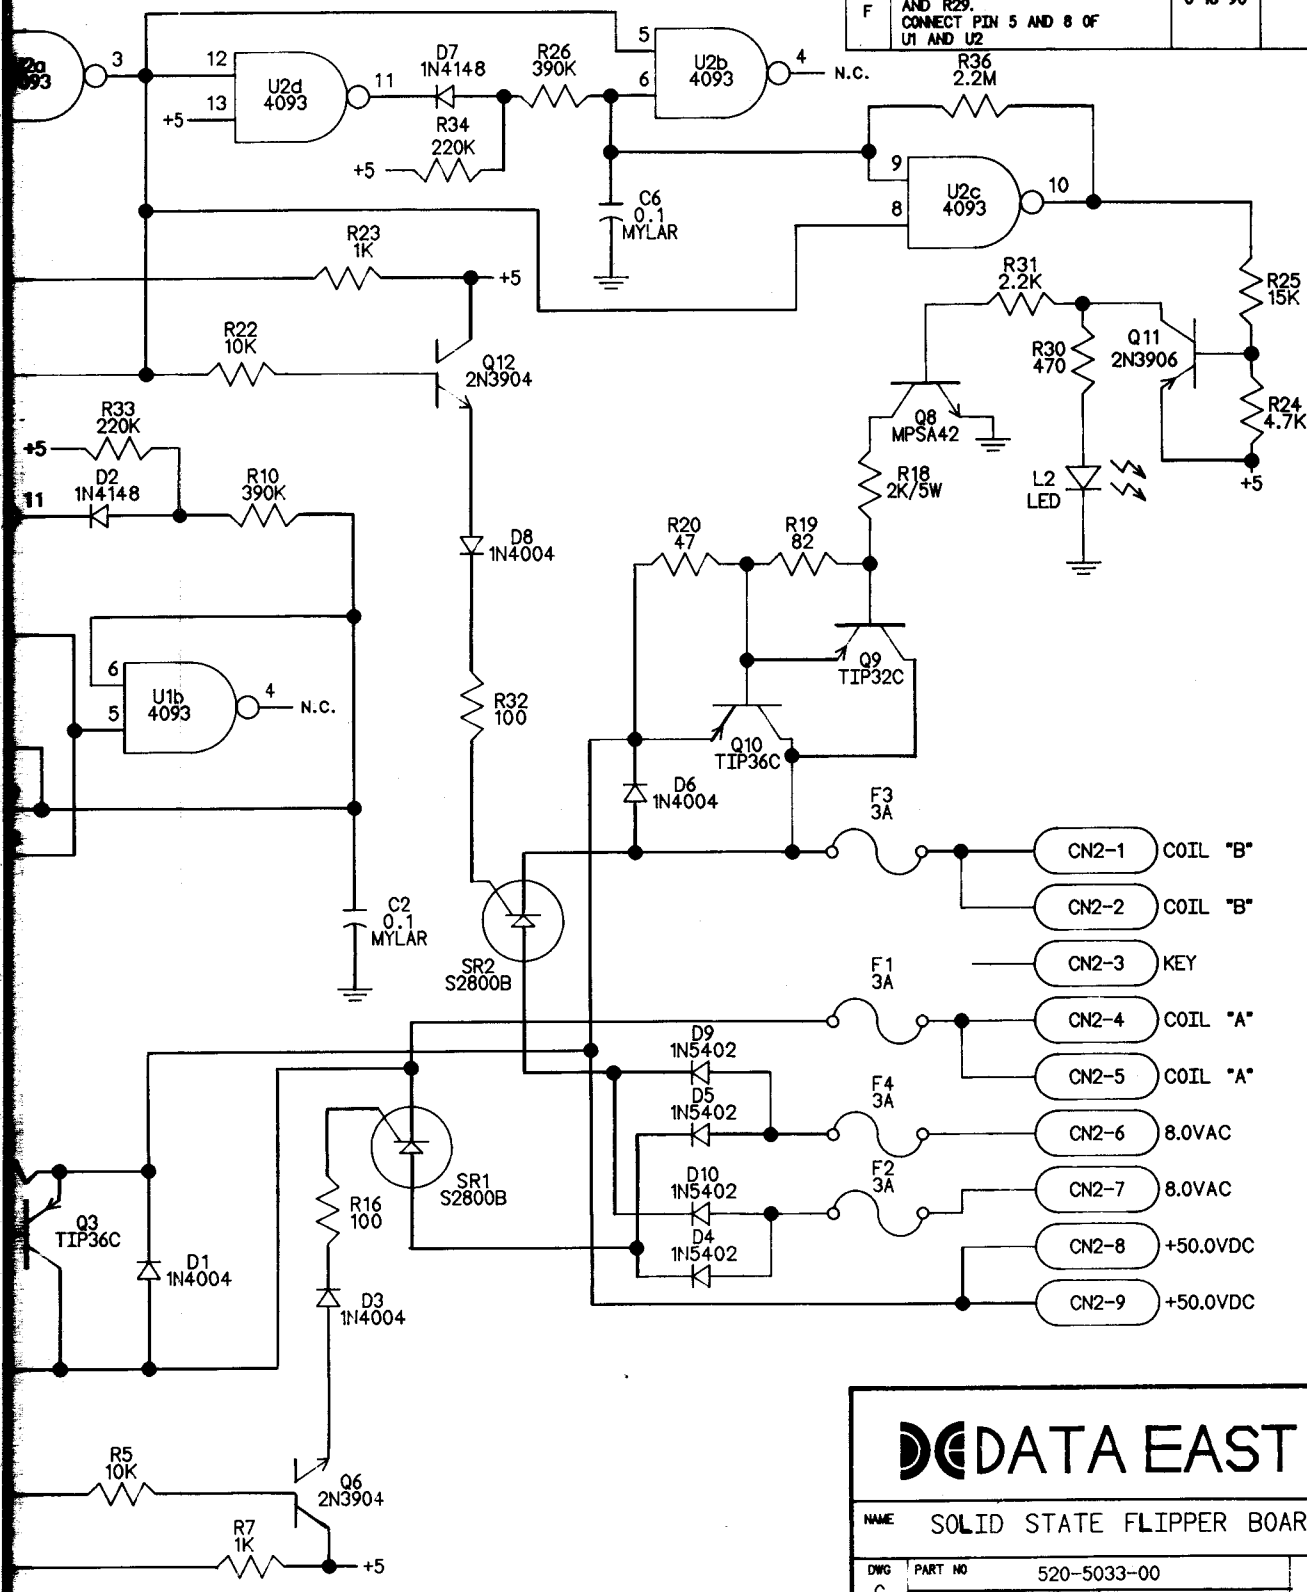 F
AND R29.
CONNECT PIN 5 AND 8 OF
U1 AND U2
3
12
13
+5
U2d
4093
11
D7
1N4148
R26
390K
R34
220K
+5
5
6
U2b
4093
4
N.C.
R36
2.2M
9
8
U2c
4093
10
C6
0.1
MYLAR
R23
1K
+5
R22
10K
Q12
2N3904
R31
2.2K
R25
15K
R30
470
Q11
2N3906
R24
4.7K
+5
Q8
MPSA42
R33
220K
+5
D2
1N4148
11
R10
390K
R18
2K/5W
L2
LED
D8
1N4004
R20
47
R19
82
Q9
TIP32C
6
5
U1b
4093
4
N.C.
R32
100
Q10
TIP36C
D6
1N4004
F3
3A
CN2-1 COIL "B"
CN2-2 COIL "B"
C2
0.1
MYLAR
SR2
S2800B
CN2-3 KEY
F1
3A
CN2-4 COIL "A"
D9
1N5402
CN2-5 COIL "A"
D5
1N5402
F4
3A
CN2-6 8.0VAC
SR1
S2800B
D10
1N5402
F2
3A
CN2-7 8.0VAC
R16
100
Q3
TIP36C
D4
1N5402
CN2-8 +50.0VDC
D1
1N4004
D3
1N4004
CN2-9 +50.0VDC
R5
10K
Q6
2N3904
R7
1K
+5
DATA EAST
NAME SOLID STATE FLIPPER BOAR
DWG PART NO 520-5033-00
C